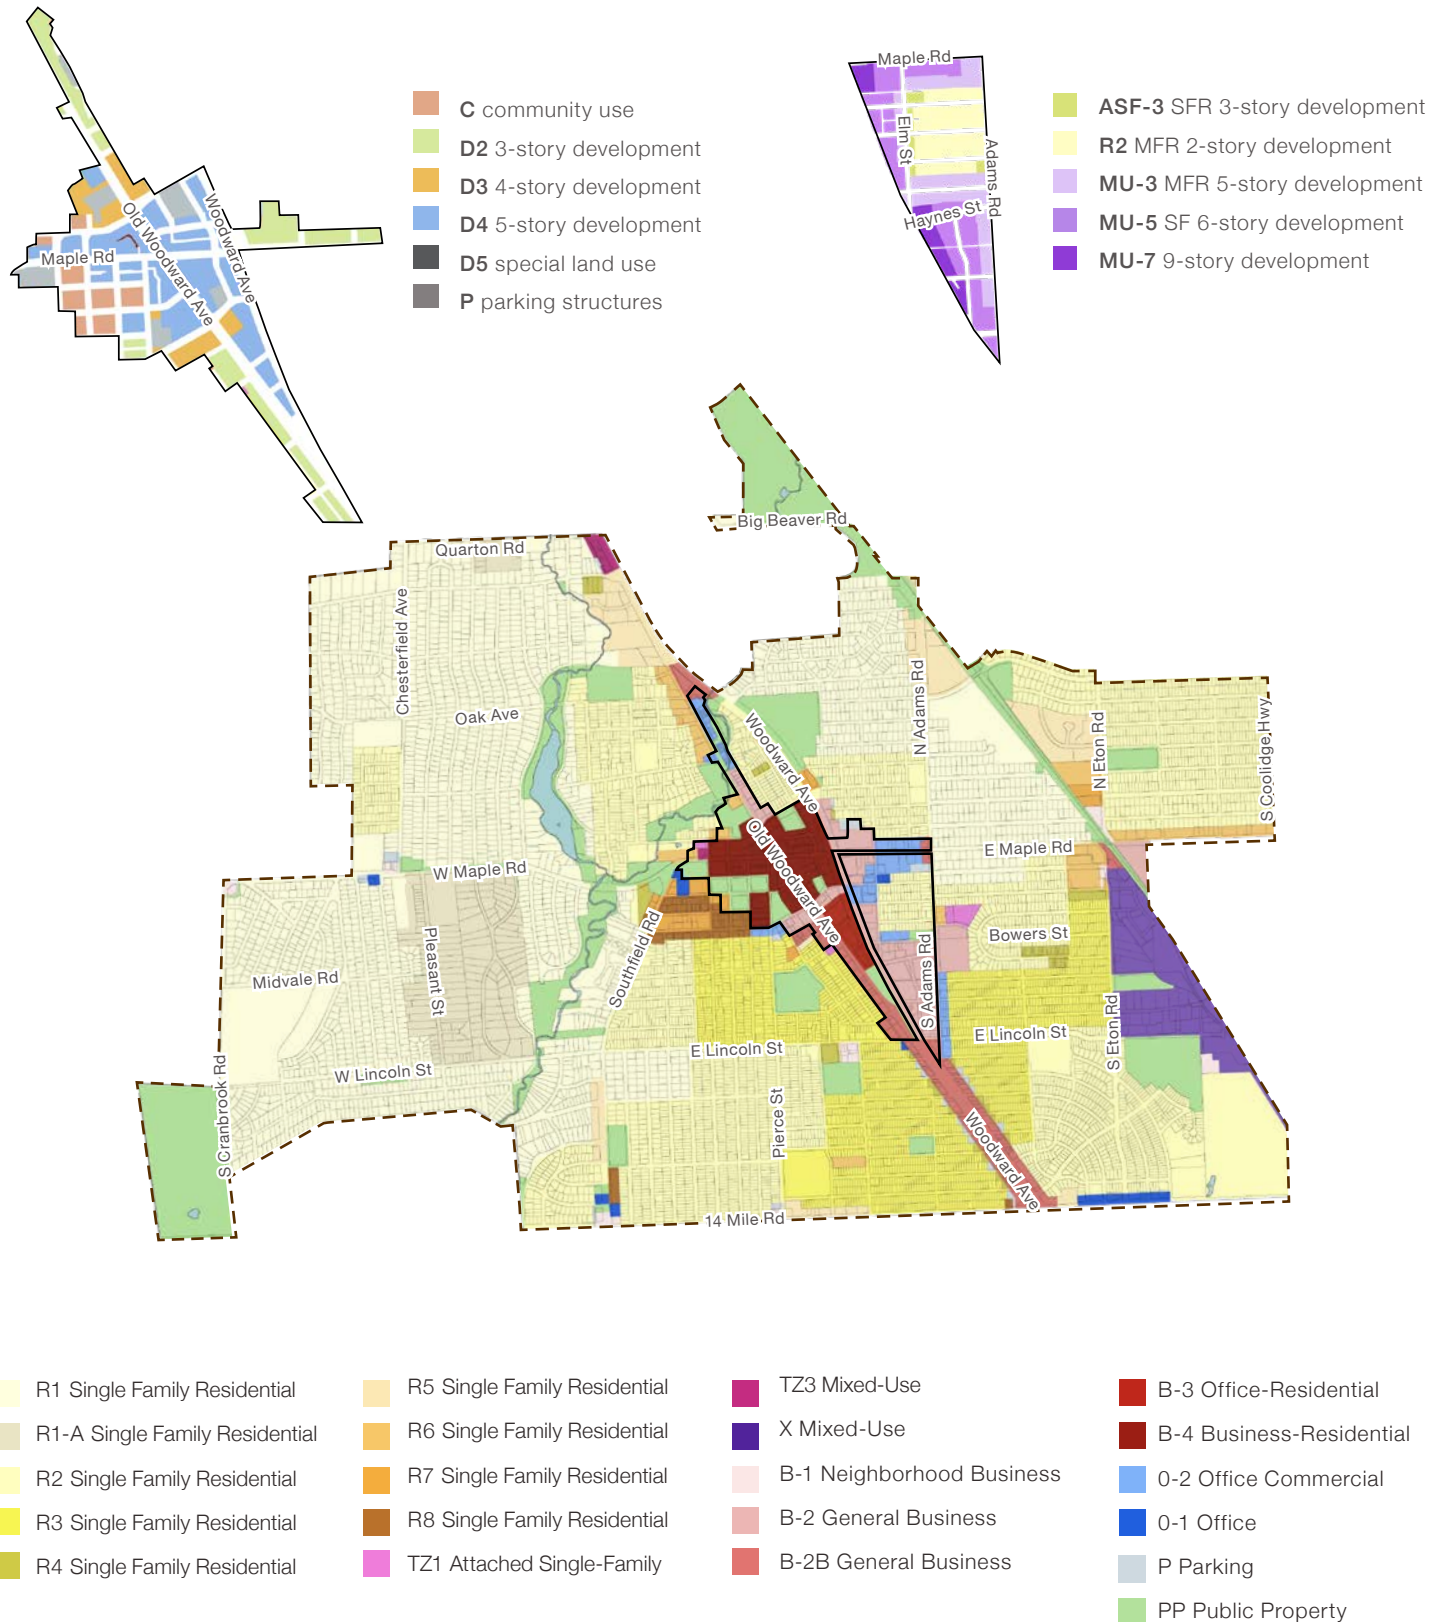 Maple Rd
Old Woodward Ave
Woodward Ave
C community use
D2 3-story development
D3 4-story development
D4 5-story development
D5 special land use
P parking structures
Maple Rd
Elm St
Adams Rd
Haynes St
ASF-3 SFR 3-story development
R2 MFR 2-story development
MU-3 MFR 5-story development
MU-5 SF 6-story development
MU-7 9-story development
Big Beaver Rd
Quarton Rd
Chesterfield Ave
Oak Ave
Woodward Ave
N Adams Rd
N Eton Rd
S Coolidge Hwy
Old Woodward Ave
E Maple Rd
W Maple Rd
Pleasant St
Southfield Rd
Bowers St
Midvale Rd
S Adams Rd
S Eton Rd
E Lincoln St
E Lincoln St
W Lincoln St
S Cranbrook Rd
Pierce St
Woodward Ave
14 Mile Rd
R1 Single Family Residential
R1-A Single Family Residential
R2 Single Family Residential
R3 Single Family Residential
R4 Single Family Residential
R5 Single Family Residential
R6 Single Family Residential
R7 Single Family Residential
R8 Single Family Residential
TZ1 Attached Single-Family
TZ3 Mixed-Use
X Mixed-Use
B-1 Neighborhood Business
B-2 General Business
B-2B General Business
B-3 Office-Residential
B-4 Business-Residential
0-2 Office Commercial
0-1 Office
P Parking
PP Public Property